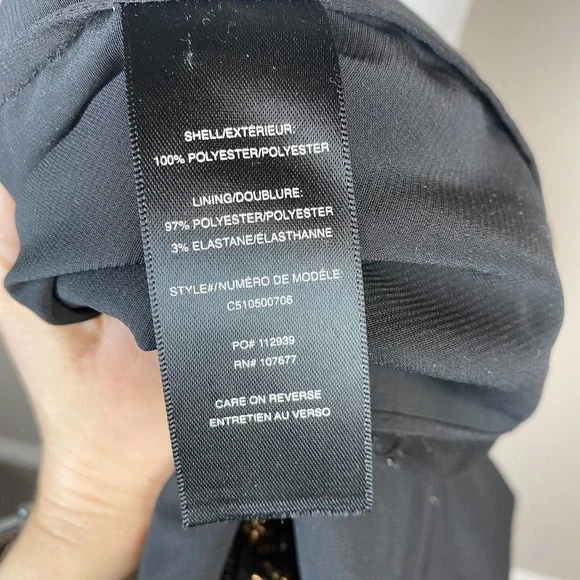 SHELL/EXTÉRIEUR:
100% POLYESTER/POLYESTER
LINING/DOUBLURE:
97% POLYESTER/POLYESTER
3% ELASTANE/ÉLASTHANNE
STYLE#/NUMÉRO DE MODÈLE:
C510500706
PO# 112939
RN# 107677
CARE ON REVERSE
ENTRETIEN AU VERSO